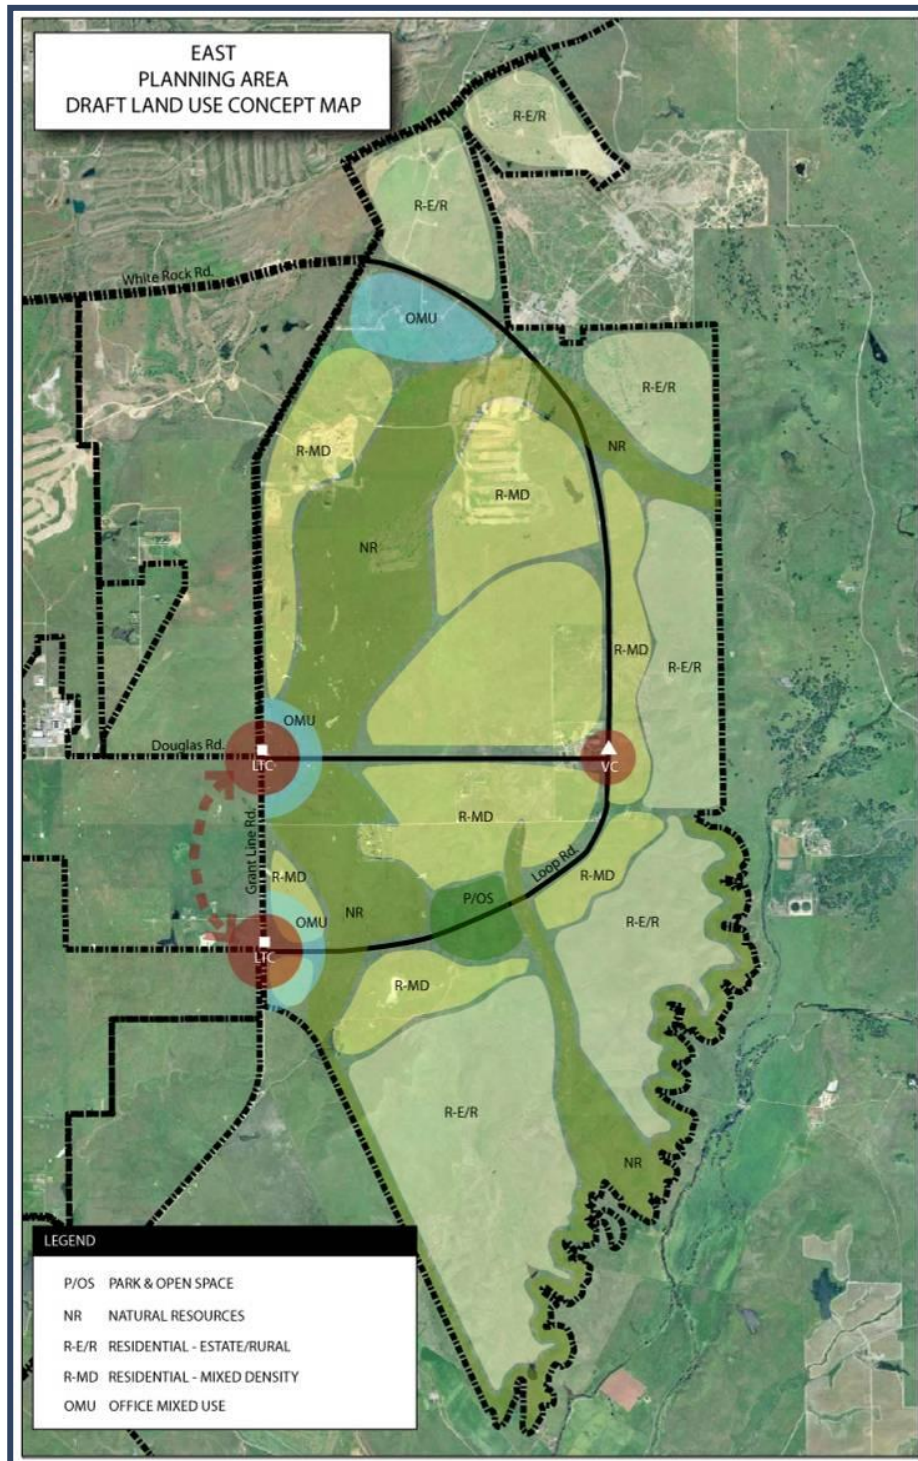 EAST
PLANNING AREA
DRAFT LAND USE CONCEPT MAP
R-E/R
R-E/R
White Rock Rd.
OMU
R-E/R
R-MD
NR
R-MD
NR
R-MD
R-E/R
OMU
Douglas Rd.
LTC
VC
Grant Line Rd.
R-MD
Loop Rd.
R-MD
R-MD
P/OS
R-E/R
OMU
NR
LTC
R-MD
R-E/R
NR
LEGEND
P/OS PARK & OPEN SPACE
NR NATURAL RESOURCES
R-E/R RESIDENTIAL - ESTATE/RURAL
R-MD RESIDENTIAL - MIXED DENSITY
OMU OFFICE MIXED USE